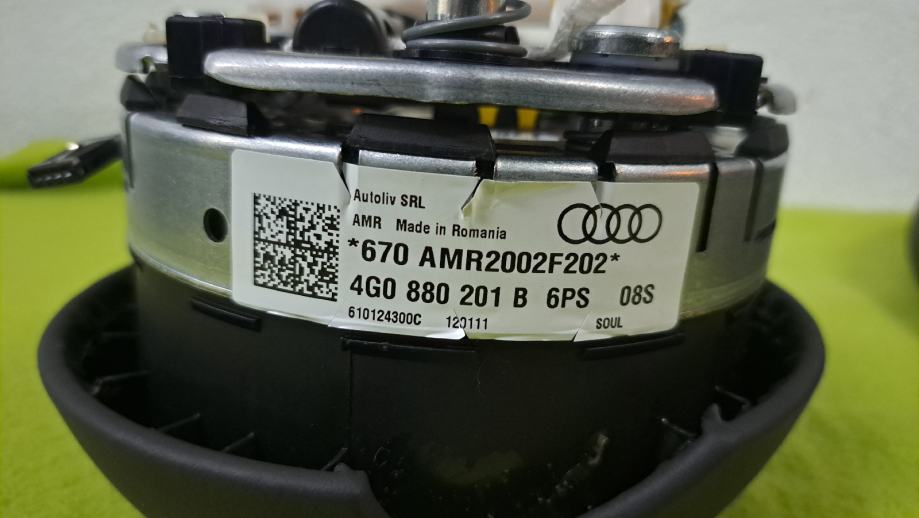 Autoliv SRL
AMR Made in Romania
*670 AMR2002F202*
4G0 880 201 B 6PS 08S
610124300C 120111 SOUL